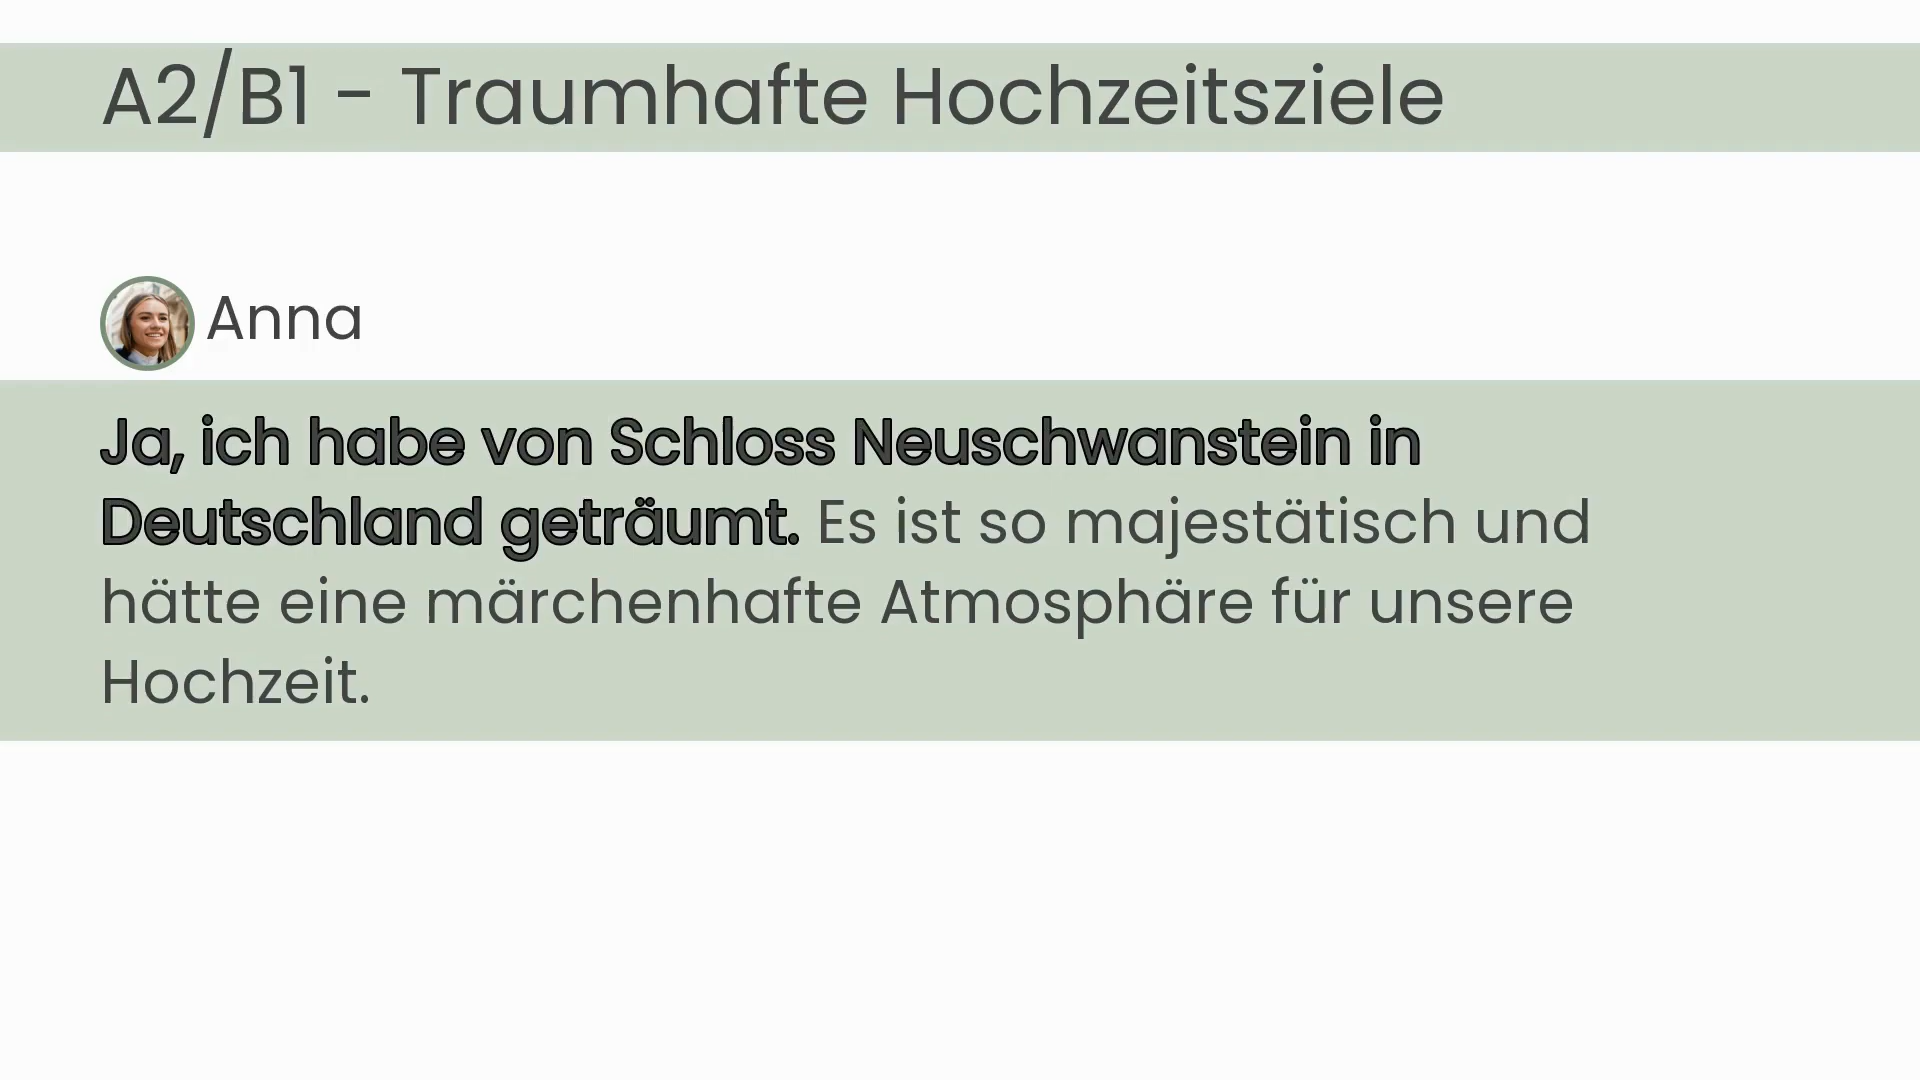 A2/B1 - Traumhafte Hochzeitsziele
Anna
Ja, ich habe von Schloss Neuschwanstein in
Deutschland geträumt. Es ist so majestätisch und
hätte eine märchenhafte Atmosphäre für unsere
Hochzeit.